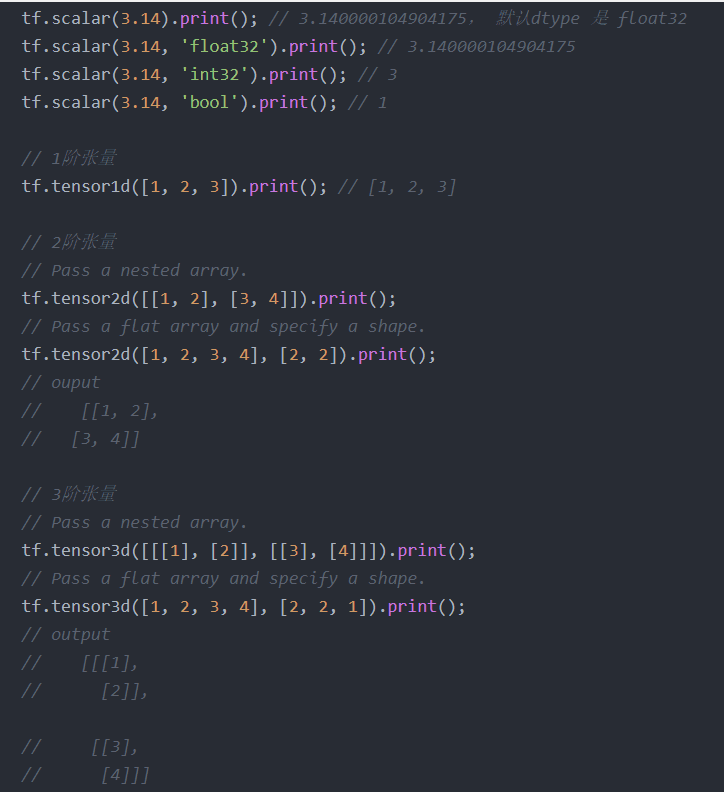 tf.scalar(3.14).print(); // 3.140000104904175， 默认dtype 是 float32
tf.scalar(3.14, 'float32').print(); // 3.140000104904175
tf.scalar(3.14, 'int32').print(); // 3
tf.scalar(3.14, 'bool').print(); // 1
// 1阶张量
tf.tensor1d([1, 2, 3]).print(); // [1, 2, 3]
// 2阶张量
// Pass a nested array.
tf.tensor2d([[1, 2], [3, 4]]).print();
// Pass a flat array and specify a shape.
tf.tensor2d([1, 2, 3, 4], [2, 2]).print();
// ouput
//    [[1, 2],
//   [3, 4]]
// 3阶张量
// Pass a nested array.
tf.tensor3d([[[1], [2]], [[3], [4]]]).print();
// Pass a flat array and specify a shape.
tf.tensor3d([1, 2, 3, 4], [2, 2, 1]).print();
// output
//    [[[1],
//      [2]],
//     [[3],
//      [4]]]